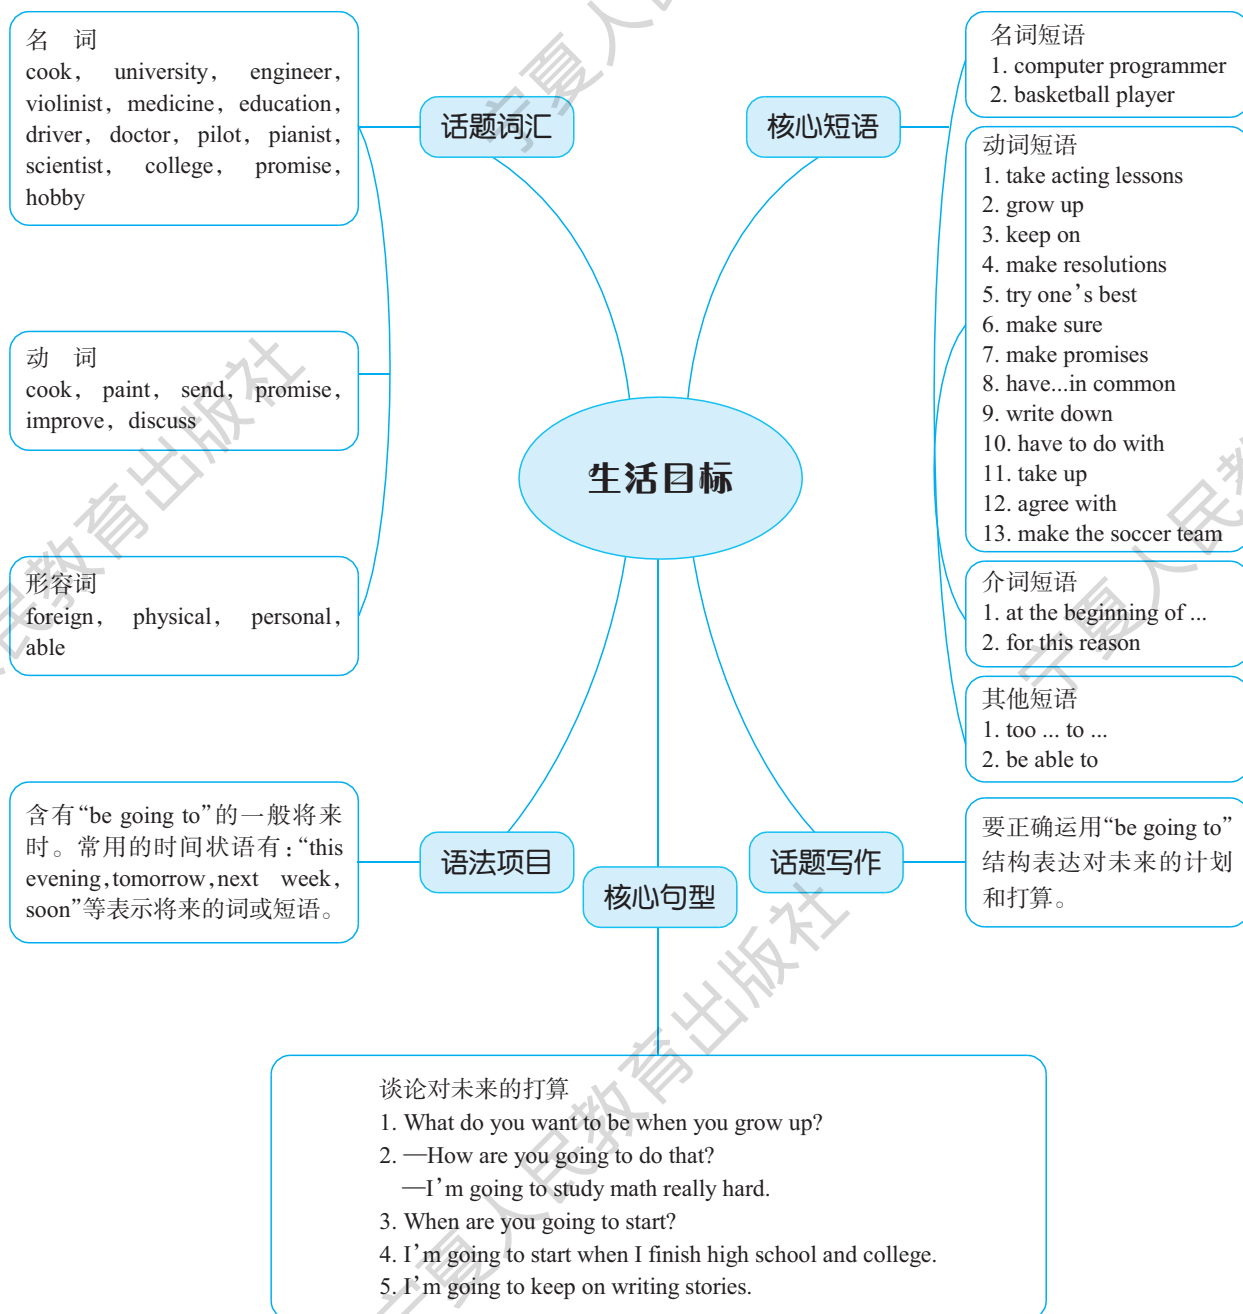 名　词
cook， university， engineer，
violinist， medicine， education，
driver， doctor， pilot， pianist，
scientist， college， promise，
hobby
话题词汇
动　词
cook， paint， send， promise，
improve， discuss
形容词
foreign， physical， personal，
able
核心短语
名词短语
1. computer programmer
2. basketball player
动词短语
1. take acting lessons
2. grow up
3. keep on
4. make resolutions
5. try one’s best
6. make sure
7. make promises
8. have...in common
9. write down
10. have to do with
11. take up
12. agree with
13. make the soccer team
介词短语
1. at the beginning of ...
2. for this reason
其他短语
1. too ... to ...
2. be able to
生活目标
含有“be going to”的一般将来
时。常用的时间状语有：“this
evening,tomorrow,next week，
soon”等表示将来的词或短语。
语法项目
核心句型
话题写作
要正确运用“be going to”
结构表达对未来的计划
和打算。
谈论对未来的打算
1. What do you want to be when you grow up?
2. —How are you going to do that?
—I’m going to study math really hard.
3. When are you going to start?
4. I’m going to start when I finish high school and college.
5. I’m going to keep on writing stories.
宁夏人民教育出版社